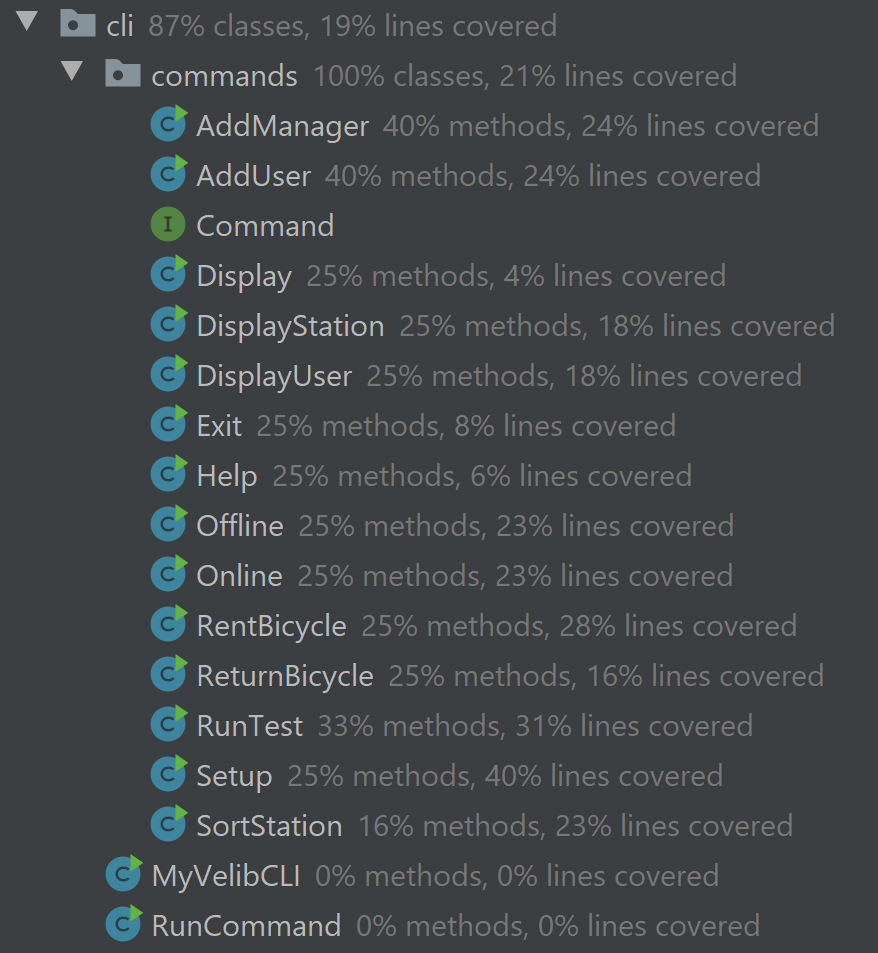 cli 87% classes, 19% lines covered
commands 100% classes, 21% lines covered
C AddManager 40% methods, 24% lines covered
C AddUser 40% methods, 24% lines covered
I Command
C Display 25% methods, 4% lines covered
C DisplayStation 25% methods, 18% lines covered
C DisplayUser 25% methods, 18% lines covered
C Exit 25% methods, 8% lines covered
C Help 25% methods, 6% lines covered
C Offline 25% methods, 23% lines covered
C Online 25% methods, 23% lines covered
C RentBicycle 25% methods, 28% lines covered
C ReturnBicycle 25% methods, 16% lines covered
C RunTest 33% methods, 31% lines covered
C Setup 25% methods, 40% lines covered
C SortStation 16% methods, 23% lines covered
C MyVelibCLI 0% methods, 0% lines covered
C RunCommand 0% methods, 0% lines covered